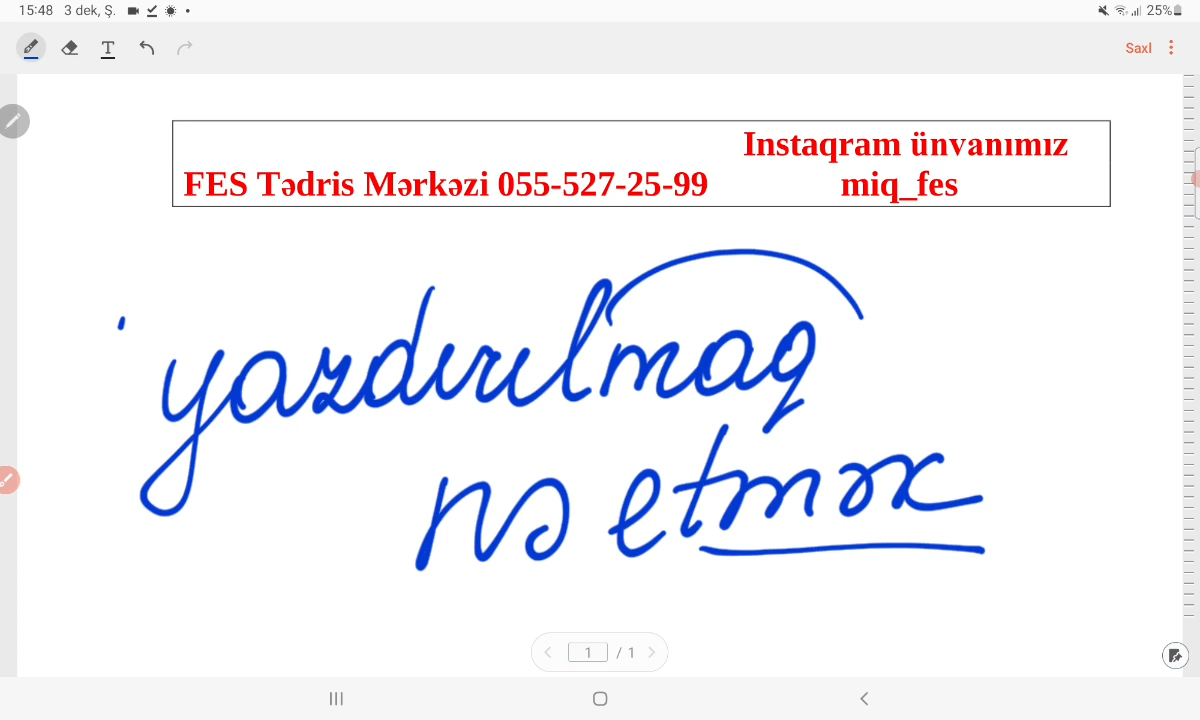 15:48 3 dek, Ş. 25%
Saxl
Instaqram ünvanımız
FES Tədris Mərkəzi 055-527-25-99 miq_fes
yazdırılmaq
nə etmək
1 / 1